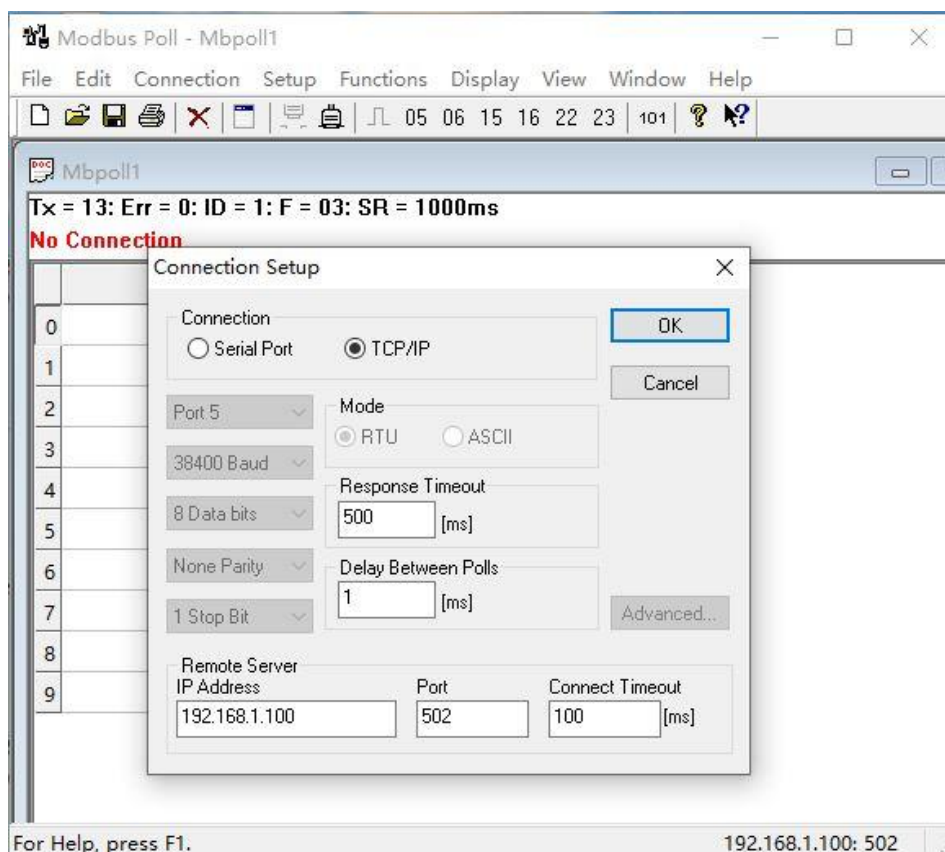 Modbus Poll - Mbpoll1
File Edit Connection Setup Functions Display View Window Help
05 06 15 16 22 23 101
DOC Mbpoll1
Tx = 13: Err = 0: ID = 1: F = 03: SR = 1000ms
No Connection
0
1
2
3
4
5
6
7
8
9
Connection Setup
Connection
Serial Port TCP/IP
OK
Cancel
Port 5
38400 Baud
8 Data bits
None Parity
1 Stop Bit
Mode
RTU ASCII
Response Timeout
500 [ms]
Delay Between Polls
1 [ms]
Advanced...
Remote Server
IP Address Port Connect Timeout
192.168.1.100 502 100 [ms]
For Help, press F1. 192.168.1.100: 502